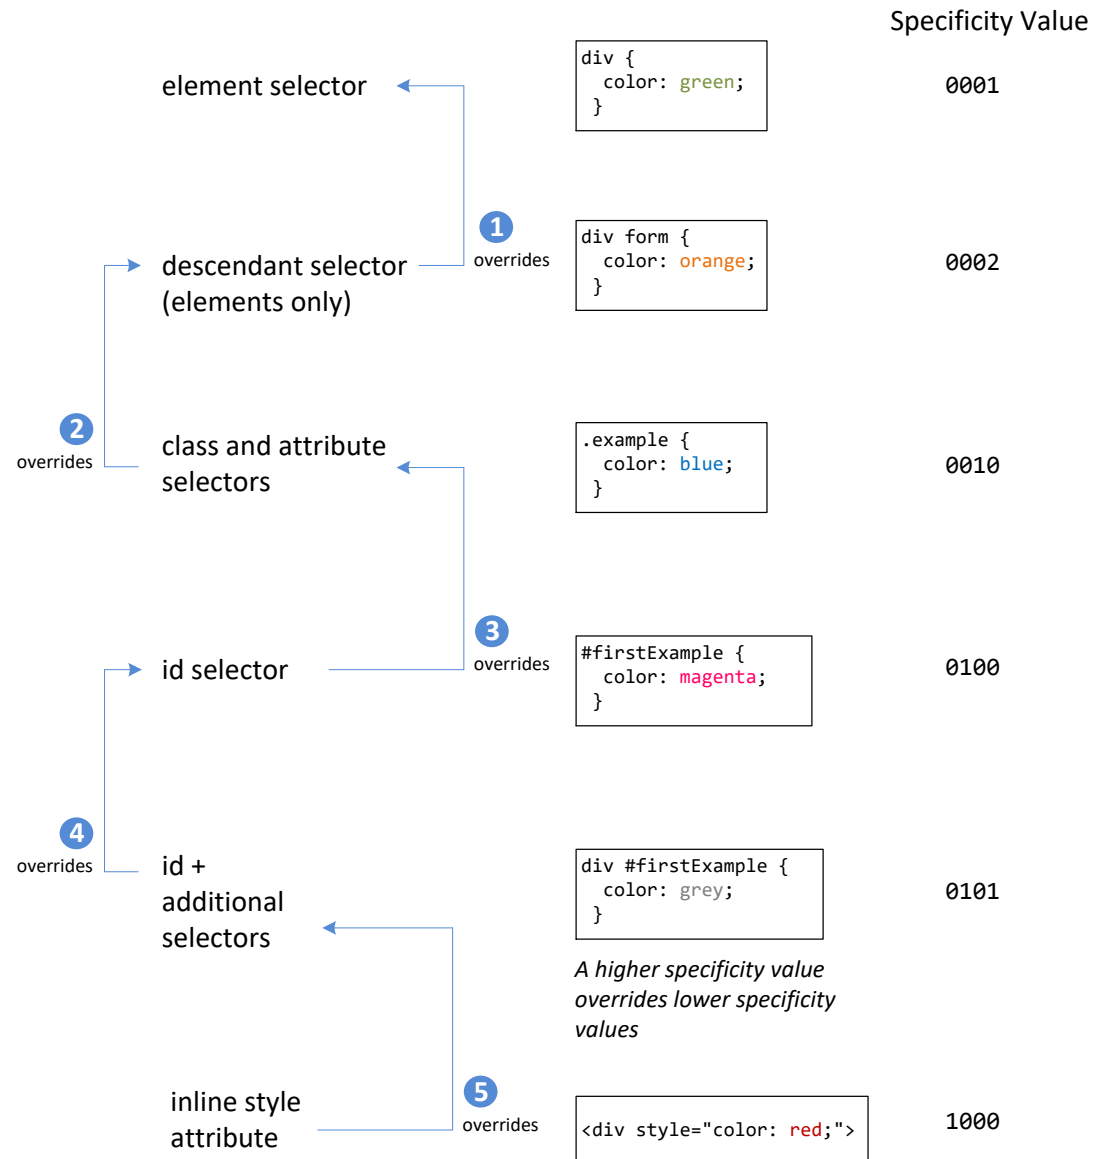 Specificity Value
element selector
div {
color: green;
}
0001
1
overrides
descendant selector
(elements only)
div form {
color: orange;
}
0002
2
overrides
class and attribute
selectors
.example {
color: blue;
}
0010
3
overrides
id selector
#firstExample {
color: magenta;
}
0100
4
overrides
id +
additional
selectors
div #firstExample {
color: grey;
}
0101
A higher specificity value
overrides lower specificity
values
5
overrides
inline style
attribute
<div style="color: red;">
1000